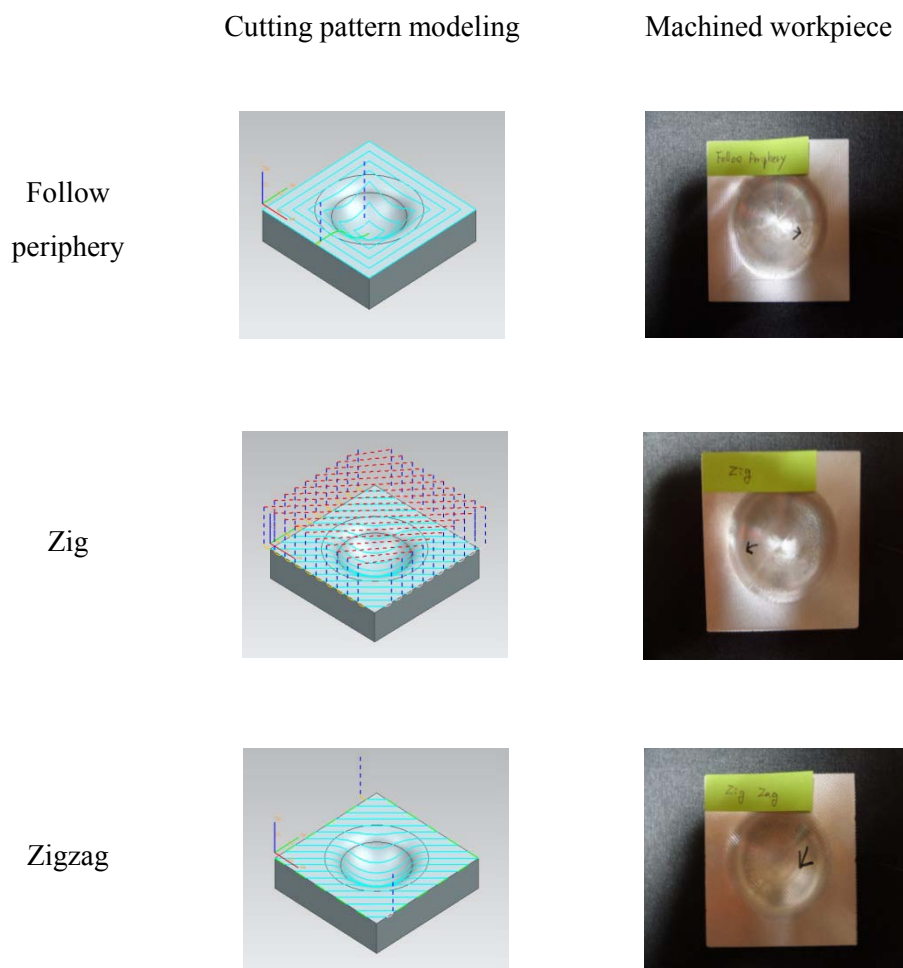 Cutting pattern modeling
Machined workpiece
Follow
periphery
Follow Periphery
Zig
Zig
Zigzag
Zig Zag